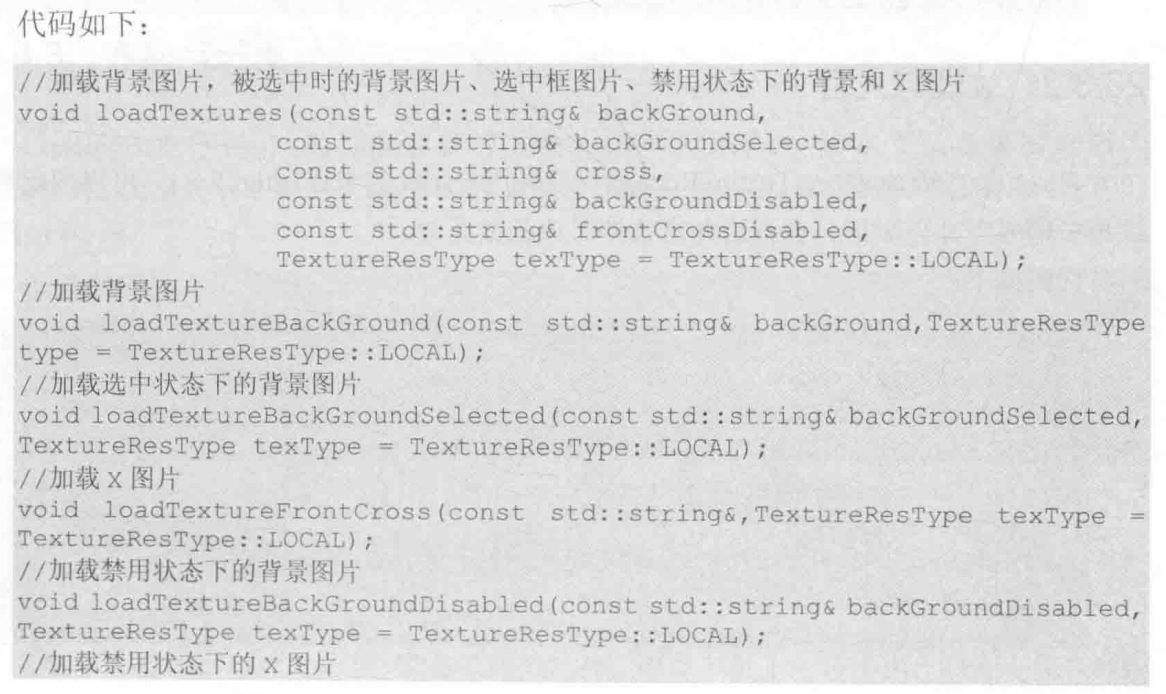 代码如下：
//加载背景图片，被选中时的背景图片、选中框图片、禁用状态下的背景和 X 图片
void loadTextures(const std::string& backGround,
const std::string& backGroundSelected,
const std::string& cross,
const std::string& backGroundDisabled,
const std::string& frontCrossDisabled,
TextureResType texType = TextureResType::LOCAL);
//加载背景图片
void loadTextureBackGround(const std::string& backGround,TextureResType
type = TextureResType::LOCAL);
//加载选中状态下的背景图片
void loadTextureBackGroundSelected(const std::string& backGroundSelected,
TextureResType texType = TextureResType::LOCAL);
//加载 X 图片
void loadTextureFrontCross(const std::string&,TextureResType texType =
TextureResType::LOCAL);
//加载禁用状态下的背景图片
void loadTextureBackGroundDisabled(const std::string& backGroundDisabled,
TextureResType texType = TextureResType::LOCAL);
//加载禁用状态下的 X 图片